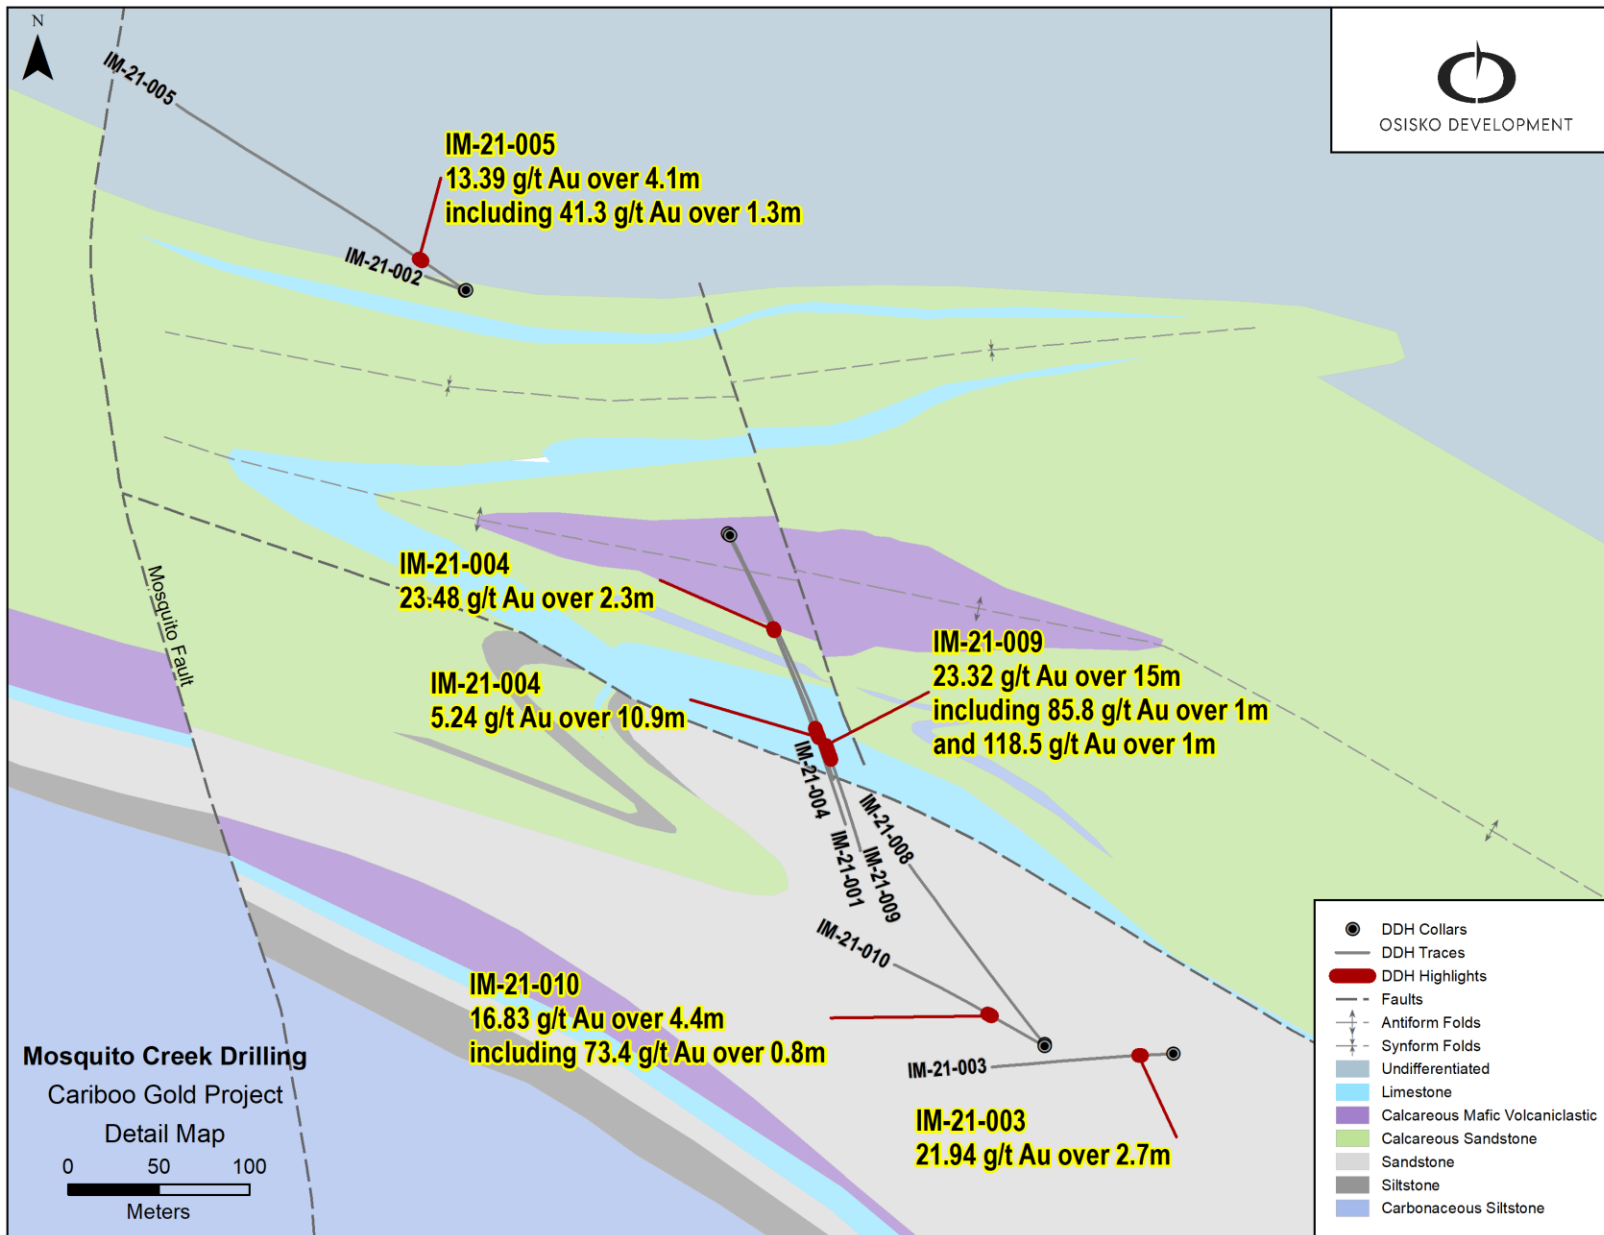 N
IM-21-005
OSISKO DEVELOPMENT
IM-21-005
13.39 g/t Au over 4.1m
including 41.3 g/t Au over 1.3m
IM-21-002
IM-21-004
23.48 g/t Au over 2.3m
Mosquito Fault
IM-21-004
5.24 g/t Au over 10.9m
IM-21-009
23.32 g/t Au over 15m
including 85.8 g/t Au over 1m
and 118.5 g/t Au over 1m
IM-21-004
IM-21-001
IM-21-009
IM-21-008
IM-21-010
IM-21-010
16.83 g/t Au over 4.4m
including 73.4 g/t Au over 0.8m
IM-21-003
IM-21-003
21.94 g/t Au over 2.7m
Mosquito Creek Drilling
Cariboo Gold Project
Detail Map
0 50 100
Meters
DDH Collars
DDH Traces
DDH Highlights
Faults
Antiform Folds
Synform Folds
Undifferentiated
Limestone
Calcareous Mafic Volcaniclastic
Calcareous Sandstone
Sandstone
Siltstone
Carbonaceous Siltstone